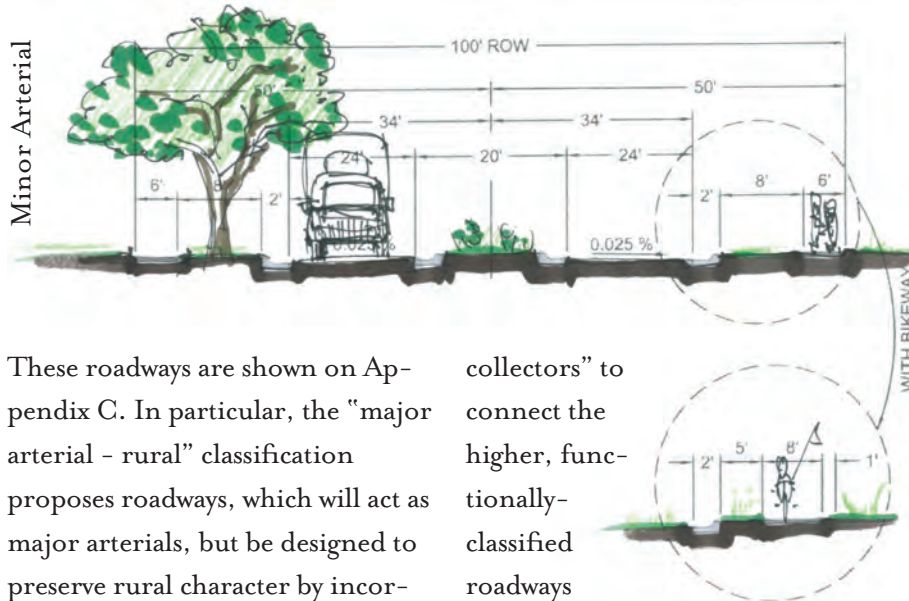 Minor Arterial
100' ROW
50' 50'
34' 34'
24' 20' 24'
6' 8' 2' 2' 8' 6'
0.025 % 0.025 %
WITH BIKEWAY
2' 5' 8' 1'
These roadways are shown on Ap-
pendix C. In particular, the “major
arterial - rural” classification
proposes roadways, which will act as
major arterials, but be designed to
preserve rural character by incor-
collectors” to
connect the
higher, func-
tionally-
classified
roadways